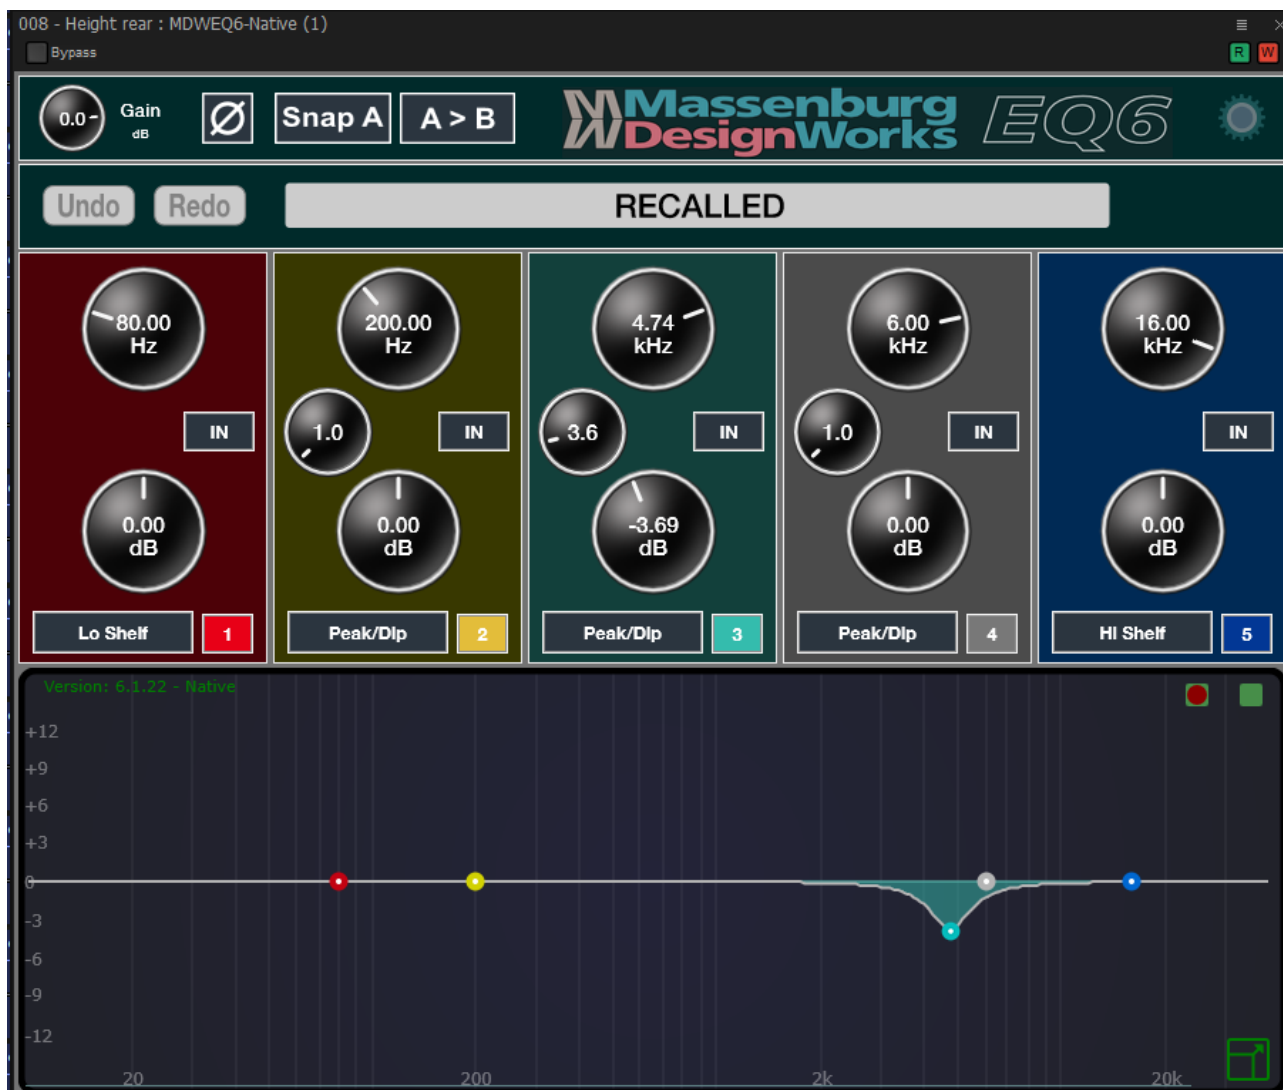 008 - Height rear : MDWEQ6-Native (1)
Bypass
R W
0.0
Gain
dB
Ø
Snap A
A > B
Massenburg
DesignWorks
EQ6
Undo
Redo
RECALLED
80.00
Hz
IN
0.00
dB
Lo Shelf
1
200.00
Hz
1.0
IN
0.00
dB
Peak/Dip
2
4.74
kHz
3.6
IN
-3.69
dB
Peak/Dip
3
6.00
kHz
1.0
IN
0.00
dB
Peak/Dip
4
16.00
kHz
IN
0.00
dB
HI Shelf
5
Version: 6.1.22 - Native
+12
+9
+6
+3
0
-3
-6
-9
-12
20 200 2k 20k